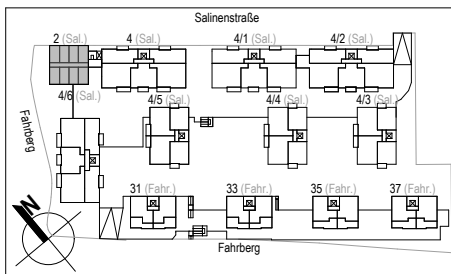 Salinenstraße
2 (Sal.) 4 (Sal.) 4/1 (Sal.) 4/2 (Sal.)
4/6 (Sal.) 4/5 (Sal.) 4/4 (Sal.) 4/3 (Sal.)
Fahrberg
31 (Fahr.) 33 (Fahr.) 35 (Fahr.) 37 (Fahr.)
N
Fahrberg